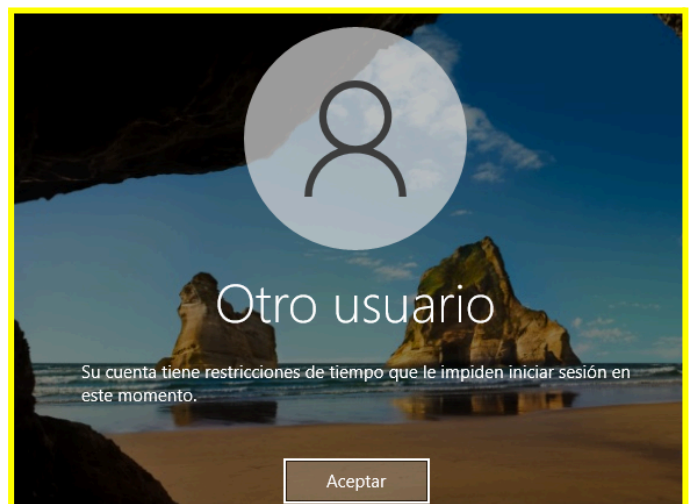 Otro usuario
Su cuenta tiene restricciones de tiempo que le impiden iniciar sesión en
este momento.
Aceptar